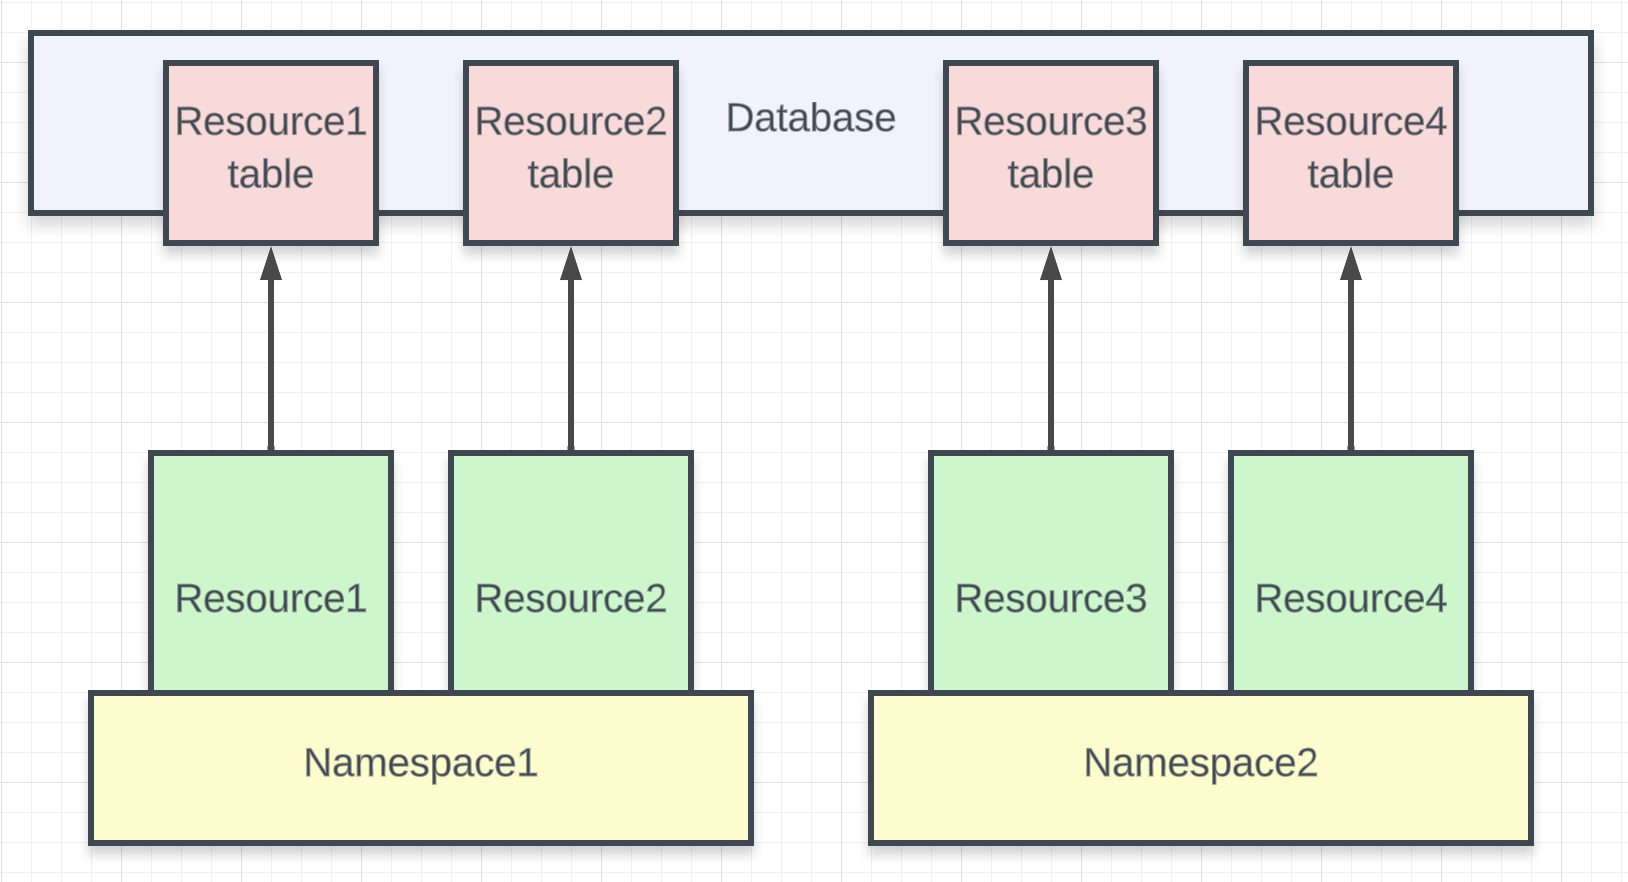 Resource1
table
Resource2
table
Database
Resource3
table
Resource4
table
Resource1
Resource2
Resource3
Resource4
Namespace1
Namespace2